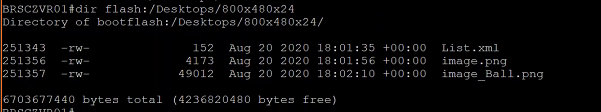 BRSCZVR01#dir flash:/Desktops/800x480x24
Directory of bootflash:/Desktops/800x480x24/
251343  -rw-              152  Aug 20 2020 18:01:35 +00:00  List.xml
251356  -rw-             4173  Aug 20 2020 18:01:56 +00:00  image.png
251357  -rw-            49012  Aug 20 2020 18:02:10 +00:00  image_Ball.png
6703677440 bytes total (4236820480 bytes free)
BRSCZVR01#